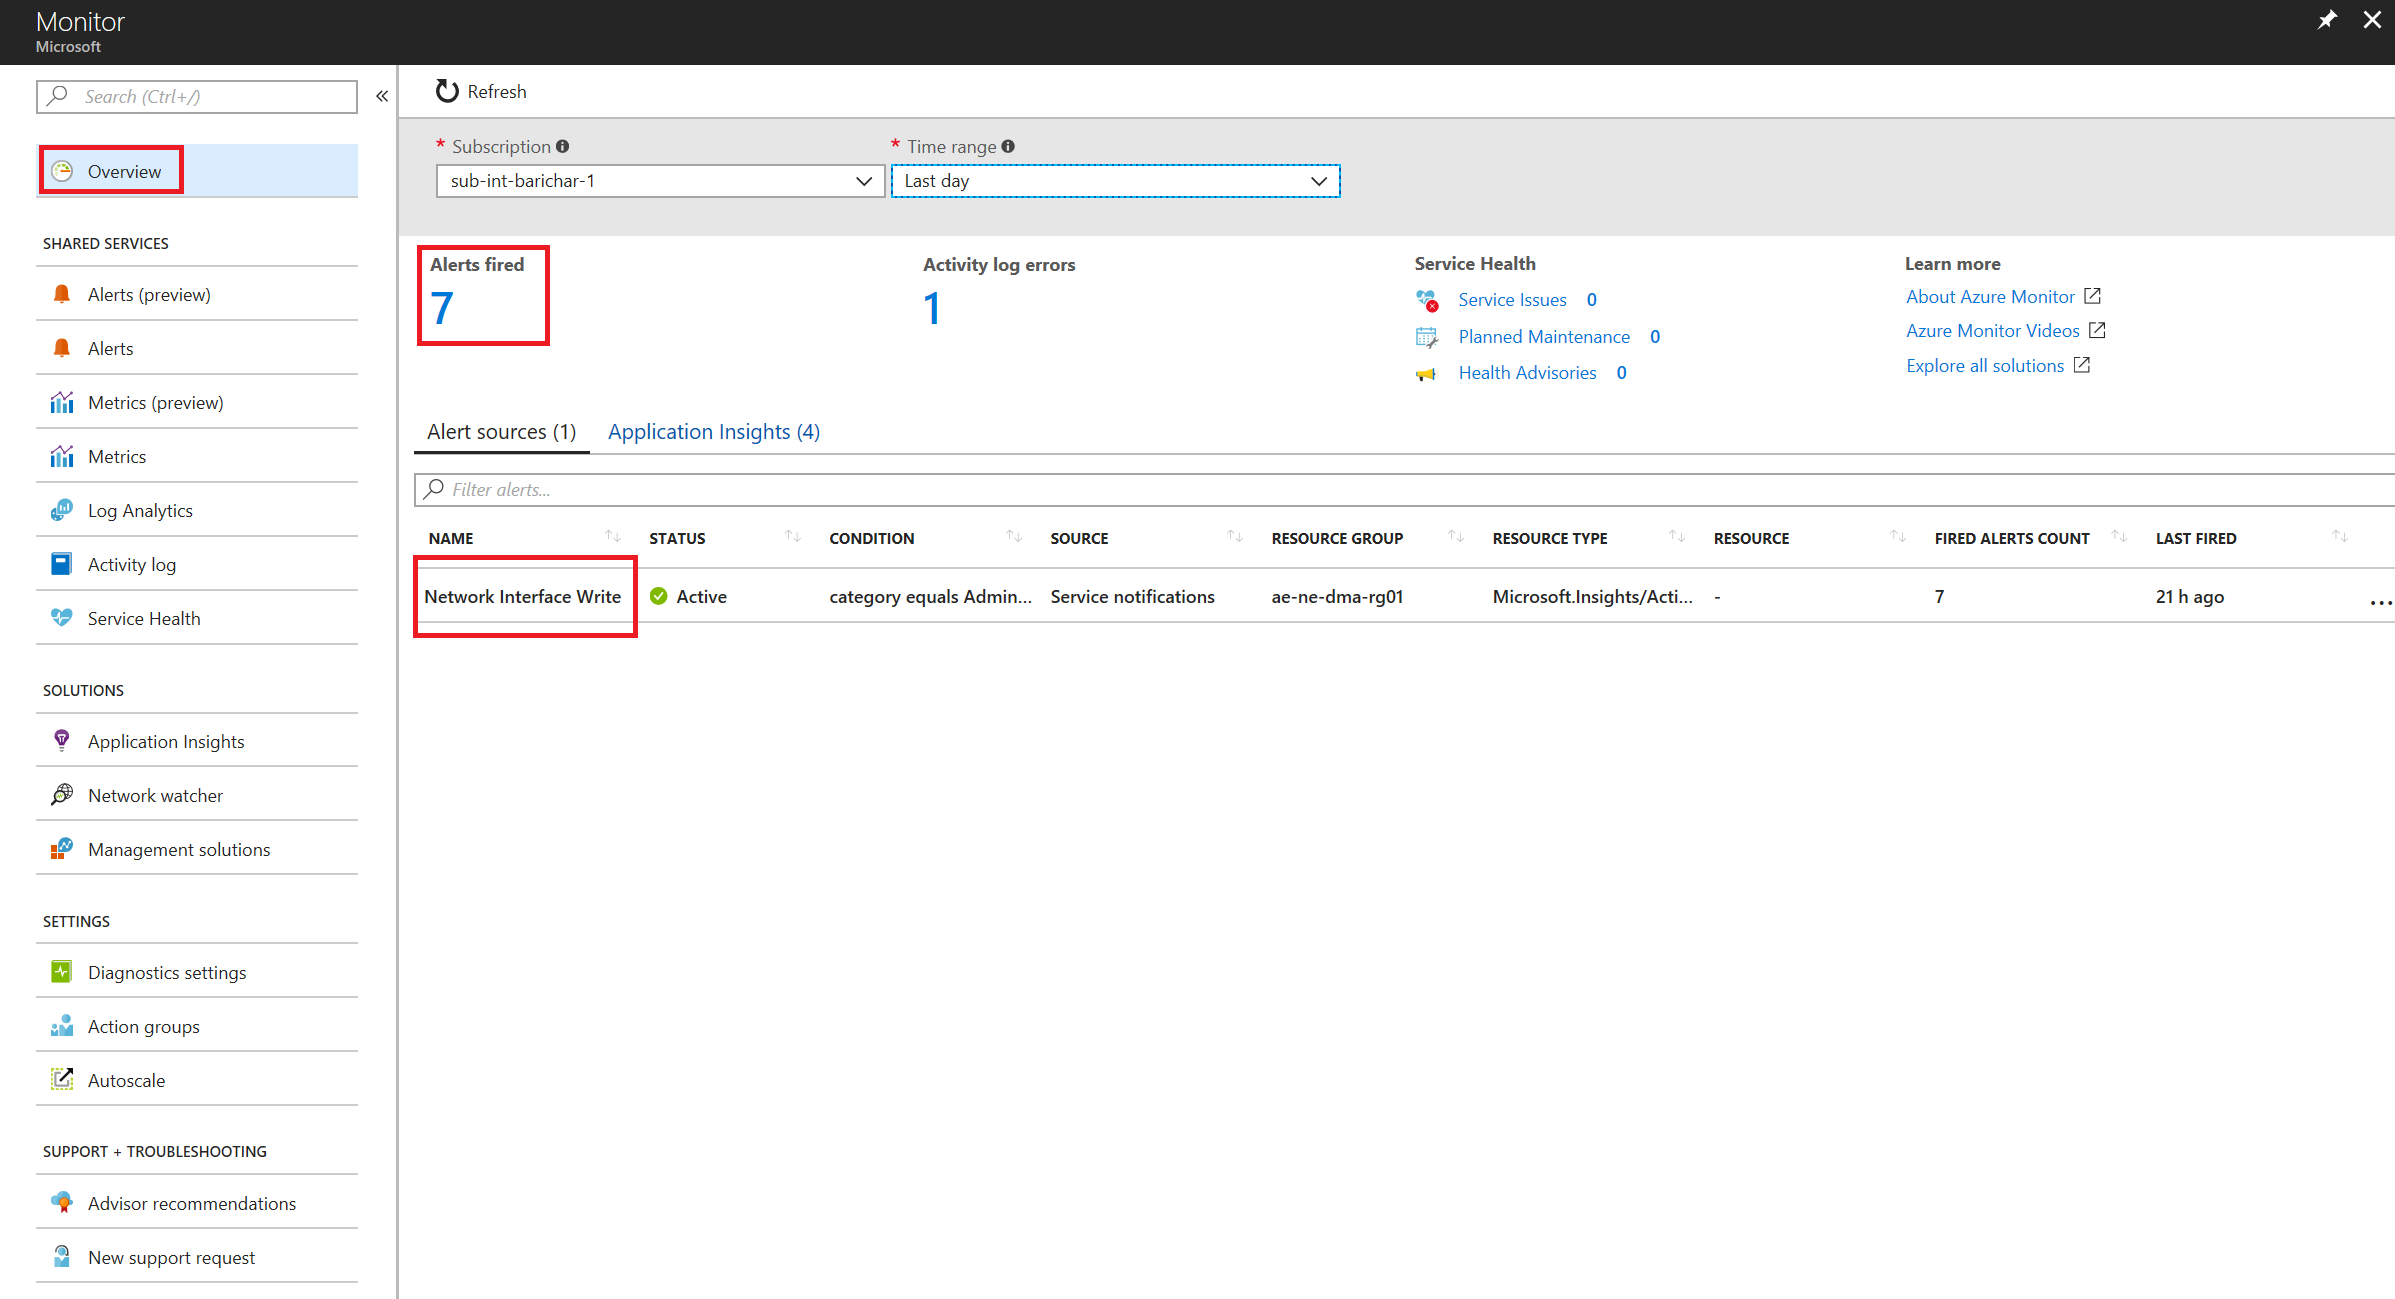 Monitor
Microsoft
Search (Ctrl+/)
«
Overview
SHARED SERVICES
Alerts (preview)
Alerts
Metrics (preview)
Metrics
Log Analytics
Activity log
Service Health
SOLUTIONS
Application Insights
Network watcher
Management solutions
SETTINGS
Diagnostics settings
Action groups
Autoscale
SUPPORT + TROUBLESHOOTING
Advisor recommendations
New support request
Refresh
* Subscription
sub-int-barichar-1
* Time range
Last day
Alerts fired
7
Activity log errors
1
Service Health
Service Issues 0
Planned Maintenance 0
Health Advisories 0
Learn more
About Azure Monitor
Azure Monitor Videos
Explore all solutions
Alert sources (1) Application Insights (4)
Filter alerts...
NAME STATUS CONDITION SOURCE RESOURCE GROUP RESOURCE TYPE RESOURCE FIRED ALERTS COUNT LAST FIRED
Network Interface Write Active category equals Admin... Service notifications ae-ne-dma-rg01 Microsoft.Insights/Acti... - 7 21 h ago ...